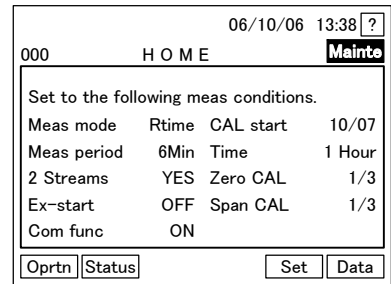 06/10/06 13:38 ?
000 HOME Mainte
Set to the following meas conditions.
Meas mode Rtime CAL start 10/07
Meas period 6Min Time 1 Hour
2 Streams YES Zero CAL 1/3
Ex-start OFF Span CAL 1/3
Com func ON
Oprtn Status Set Data